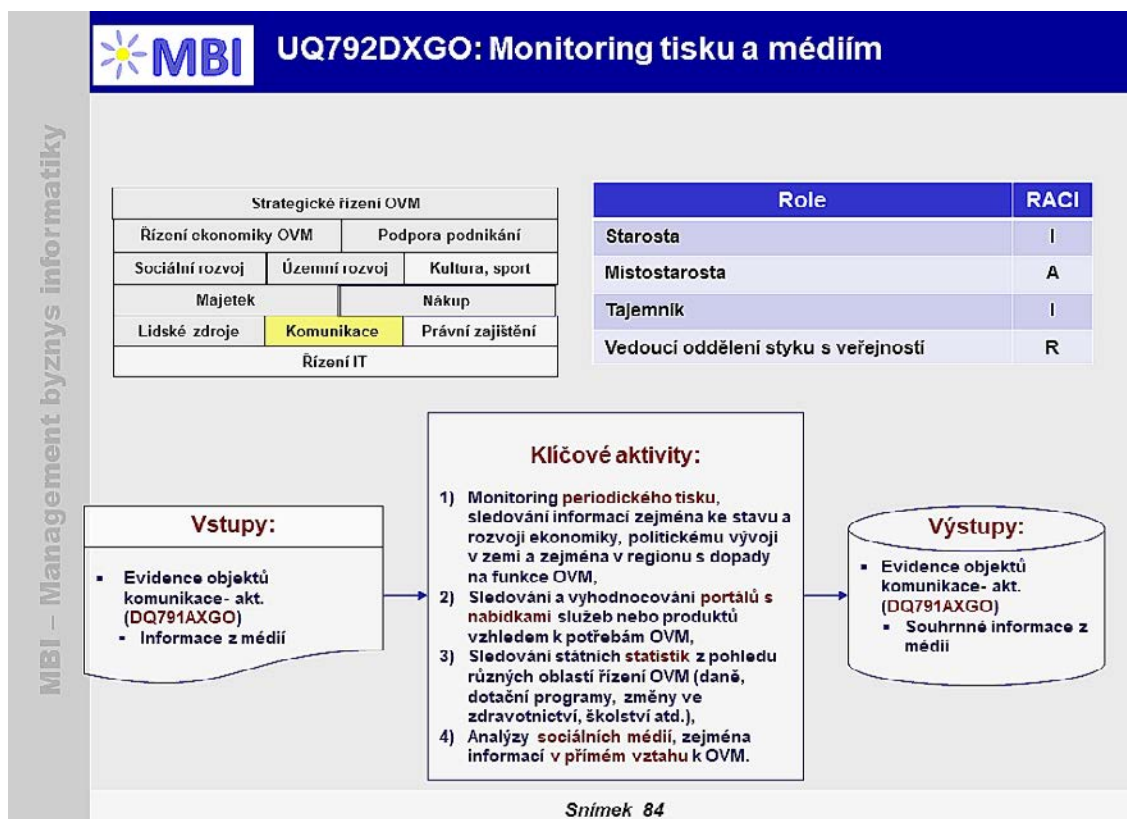 MBI
UQ792DXGO: Monitoring tisku a médiím
MBI – Management byznys informatiky
Strategické řízení OVM
Řízení ekonomiky OVM
Podpora podnikání
Sociální rozvoj
Územní rozvoj
Kultura, sport
Majetek
Nákup
Lidské zdroje
Komunikace
Právní zajištění
Řízení IT
Role RACI
Starosta I
Mistostarosta A
Tajemník I
Vedoucí oddělení styku s veřejností R
Vstupy:
▪ Evidence objektů
komunikace- akt.
(DQ791AXGO)
▪ Informace z médií
Klíčové aktivity:
1) Monitoring periodického tisku,
sledování informací zejména ke stavu a
rozvoji ekonomiky, politickému vývoji
v zemi a zejména v regionu s dopady
na funkce OVM,
2) Sledování a vyhodnocování portálů s
nabídkami služeb nebo produktů
vzhledem k potřebám OVM,
3) Sledování státních statistik z pohledu
různých oblastí řízení OVM (daně,
dotační programy, změny ve
zdravotnictví, školství atd.),
4) Analýzy sociálních médií, zejména
informací v přímém vztahu k OVM.
Výstupy:
▪ Evidence objektů
komunikace- akt.
(DQ791AXGO)
▪ Souhrnné informace z
médií
Snímek 84